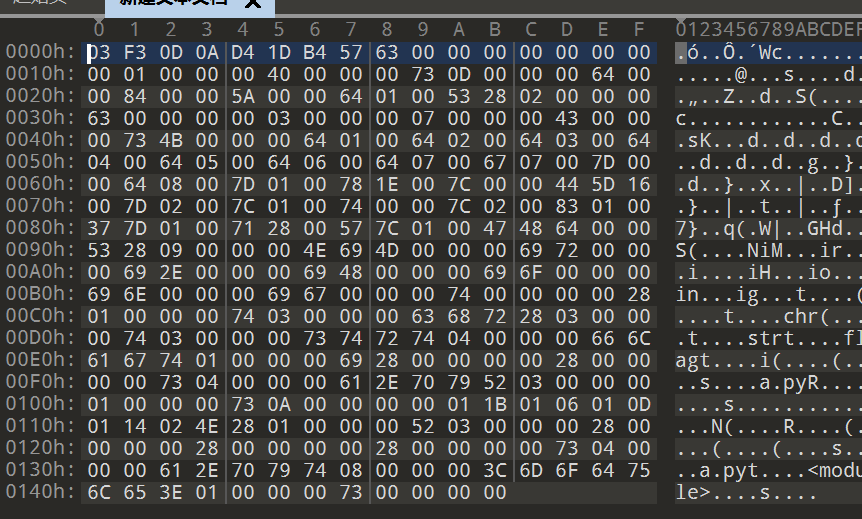 起始页 新建文本文档 X
0 1 2 3 4 5 6 7 8 9 A B C D E F 0123456789ABCDEF
0000h: 03 F3 0D 0A D4 1D B4 57 63 00 00 00 00 00 00 00 .ó..Ô.´Wc.......
0010h: 00 01 00 00 00 40 00 00 00 73 0D 00 00 00 64 00 .....@...s....d.
0020h: 00 84 00 00 5A 00 00 64 01 00 53 28 02 00 00 00 .„..Z..d..S(....
0030h: 63 00 00 00 00 03 00 00 00 07 00 00 00 43 00 00 c............C..
0040h: 00 73 4B 00 00 00 64 01 00 64 02 00 64 03 00 64 .sK...d..d..d..d
0050h: 04 00 64 05 00 64 06 00 64 07 00 67 07 00 7D 00 ..d..d..d..g..}.
0060h: 00 64 08 00 7D 01 00 78 1E 00 7C 00 00 44 5D 16 .d..}..x..|..D].
0070h: 00 7D 02 00 7C 01 00 74 00 00 7C 02 00 83 01 00 .}..|..t..|..ƒ..
0080h: 37 7D 01 00 71 28 00 57 7C 01 00 47 48 64 00 00 7}..q(.W|..GHd..
0090h: 53 28 09 00 00 00 4E 69 4D 00 00 00 69 72 00 00 S(....NiM...ir..
00A0h: 00 69 2E 00 00 00 69 48 00 00 00 69 6F 00 00 00 .i....iH...io...
00B0h: 69 6E 00 00 00 69 67 00 00 00 74 00 00 00 00 28 in...ig...t....(
00C0h: 01 00 00 00 74 03 00 00 00 63 68 72 28 03 00 00 ....t....chr(...
00D0h: 00 74 03 00 00 00 73 74 72 74 04 00 00 00 66 6C .t....strt....fl
00E0h: 61 67 74 01 00 00 00 69 28 00 00 00 00 28 00 00 agt....i(....(..
00F0h: 00 00 73 04 00 00 00 61 2E 70 79 52 03 00 00 00 ..s....a.pyR....
0100h: 01 00 00 00 73 0A 00 00 00 00 01 1B 01 06 01 0D ....s...........
0110h: 01 14 02 4E 28 01 00 00 00 52 03 00 00 00 28 00 ...N(....R....(.
0120h: 00 00 00 28 00 00 00 00 28 00 00 00 00 73 04 00 ...(....(....s..
0130h: 00 00 61 2E 70 79 74 08 00 00 00 3C 6D 6F 64 75 ..a.pyt....<modu
0140h: 6C 65 3E 01 00 00 00 73 00 00 00 00 le>....s....